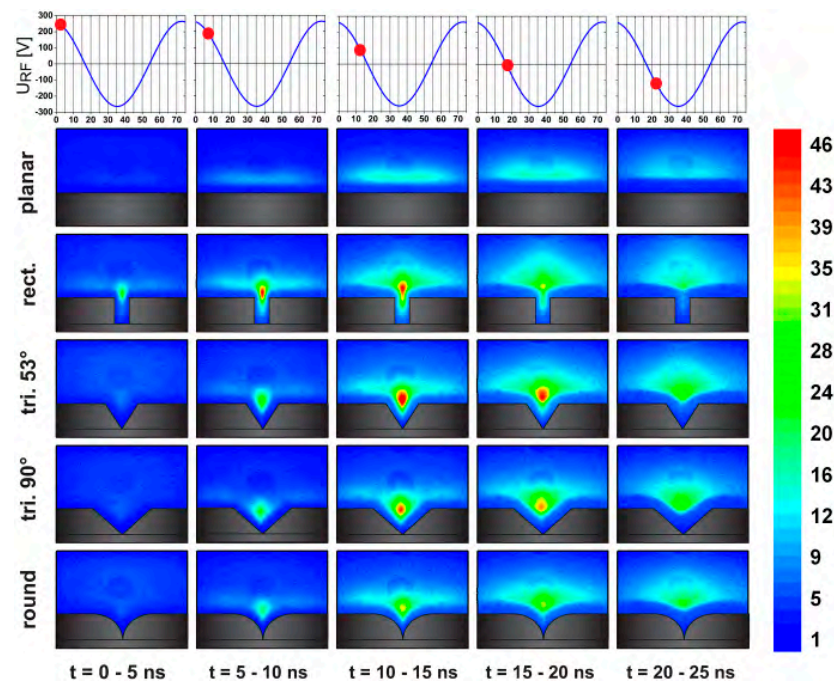 300
200
100
0
-100
-200
-300
URF [V]
0 10 20 30 40 50 60 70
0 10 20 30 40 50 60 70
0 10 20 30 40 50 60 70
0 10 20 30 40 50 60 70
0 10 20 30 40 50 60 70
planar
rect.
tri. 53°
tri. 90°
round
46
43
39
35
31
28
24
20
16
12
9
5
1
t = 0 - 5 ns
t = 5 - 10 ns
t = 10 - 15 ns
t = 15 - 20 ns
t = 20 - 25 ns